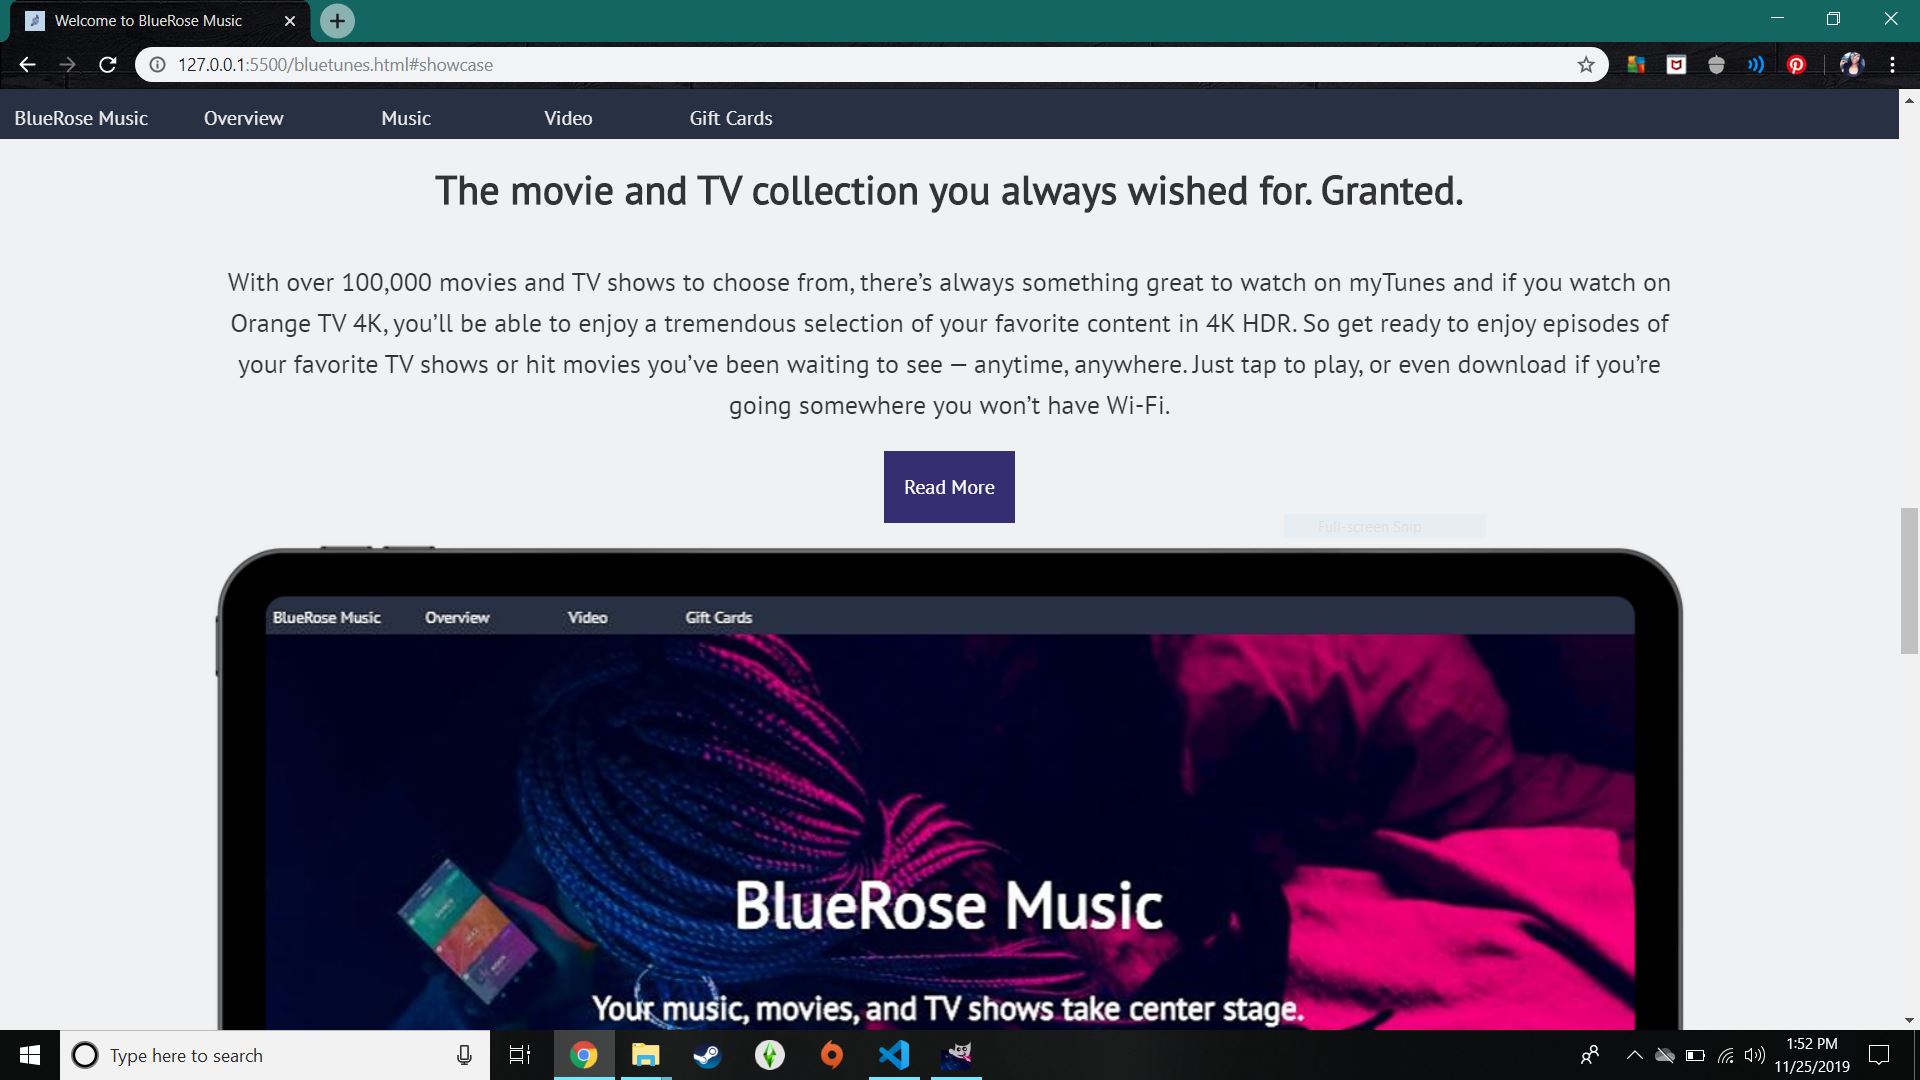 Welcome to BlueRose Music
127.0.0.1:5500/bluetunes.html#showcase
BlueRose Music Overview Music Video Gift Cards
The movie and TV collection you always wished for. Granted.
With over 100,000 movies and TV shows to choose from, there’s always something great to watch on myTunes and if you watch on
Orange TV 4K, you’ll be able to enjoy a tremendous selection of your favorite content in 4K HDR. So get ready to enjoy episodes of
your favorite TV shows or hit movies you’ve been waiting to see — anytime, anywhere. Just tap to play, or even download if you’re
going somewhere you won’t have Wi-Fi.
Read More
Full-screen Snip
BlueRose Music Overview Video Gift Cards
BlueRose Music
Your music, movies, and TV shows take center stage.
Type here to search
1:52 PM
11/25/2019